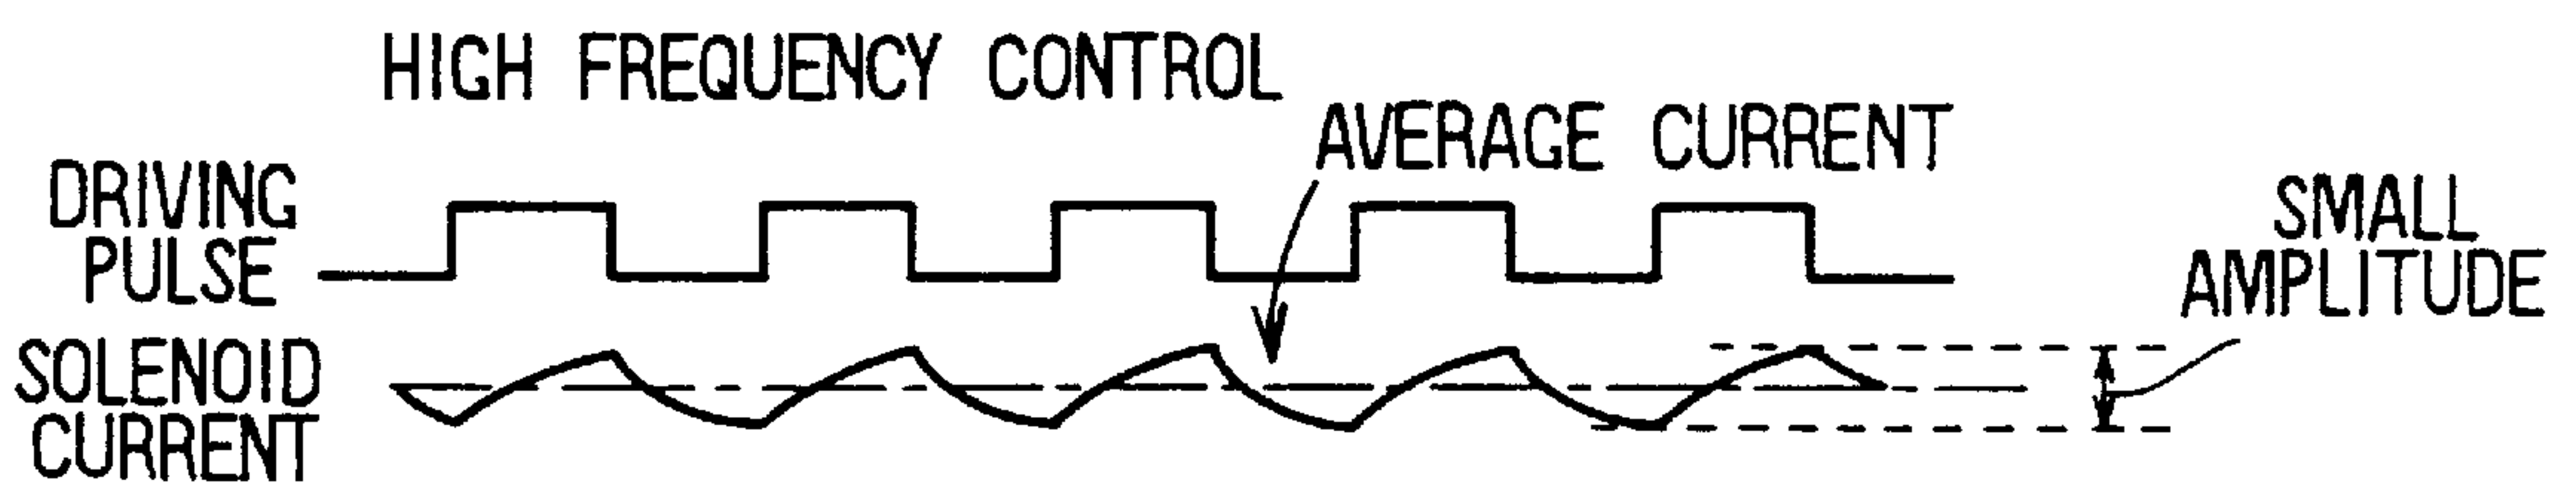 HIGH FREQUENCY CONTROL
AVERAGE CURRENT
DRIVING
PULSE
SMALL
AMPLITUDE
SOLENOID
CURRENT